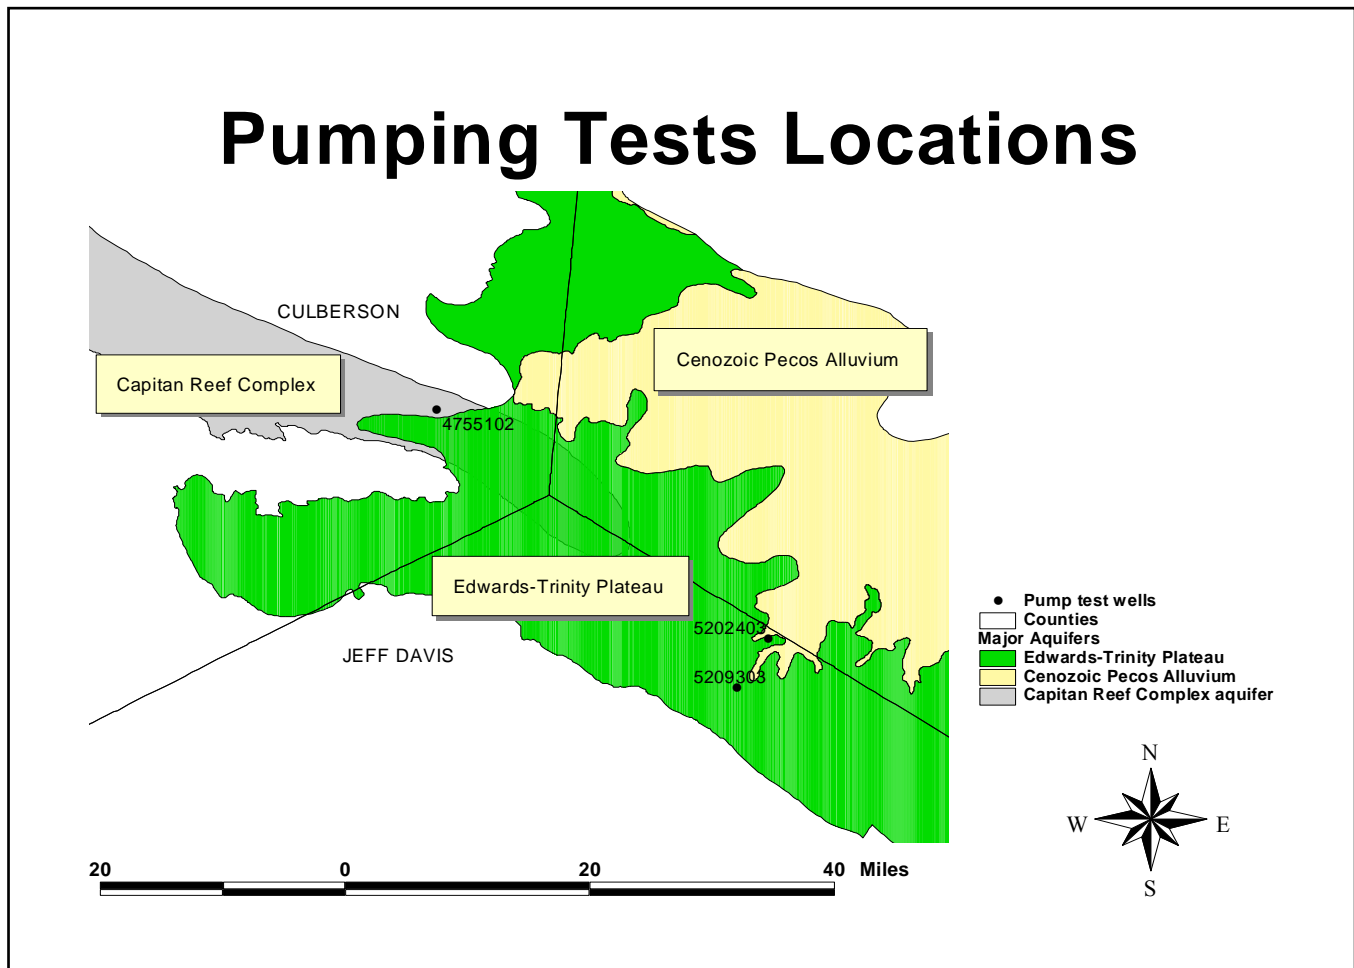 Pumping Tests Locations
CULBERSON
Cenozoic Pecos Alluvium
Capitan Reef Complex
4755102
Edwards-Trinity Plateau
5202403
JEFF DAVIS
5209303
Pump test wells
Counties
Major Aquifers
Edwards-Trinity Plateau
Cenozoic Pecos Alluvium
Capitan Reef Complex aquifer
N
W E
S
20 0 20 40 Miles